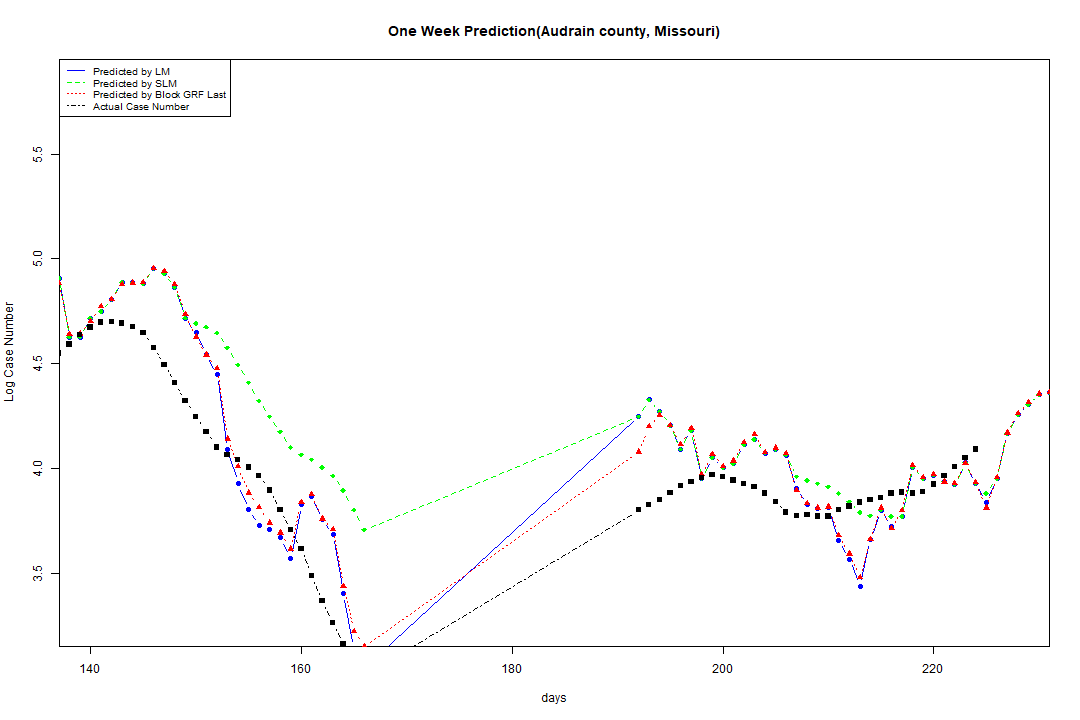 One Week Prediction(Audrain county, Missouri)
Predicted by LM
Predicted by SLM
Predicted by Block GRF Last
Actual Case Number
5.5
5.0
4.5
4.0
3.5
Log Case Number
140 160 180 200 220
days